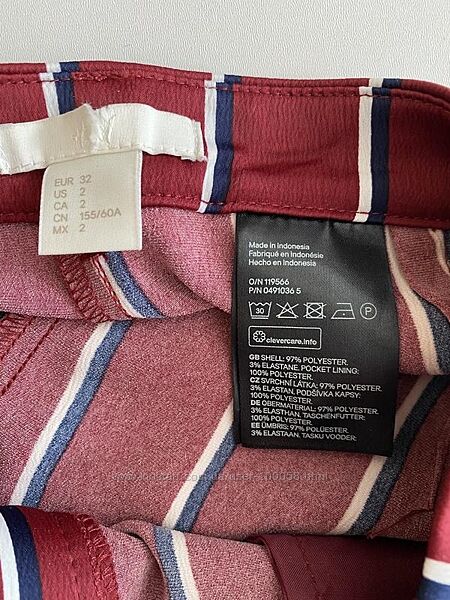 EUR 32
US 2
CA 2
CN 155/60A
MX 2
Made in Indonesia
Fabriqué en Indonésie
Hecho en Indonesia
O/N 119566
P/N 0491036 5
30
P
clevercare.info
GB SHELL: 97% POLYESTER,
3% ELASTANE, POCKET LINING:
100% POLYESTER.
CZ SVRCHNÍ LÁTKA: 97% POLYESTER,
3% ELASTAN, PODŠÍVKA KAPSY:
100% POLYESTER.
DE OBERMATERIAL: 97% POLYESTER,
3% ELASTHAN, TASCHENFUTTER:
100% POLYESTER.
EE ÜMBRIS: 97% POLÜESTER,
3% ELASTAAN, TASKU VOODER: